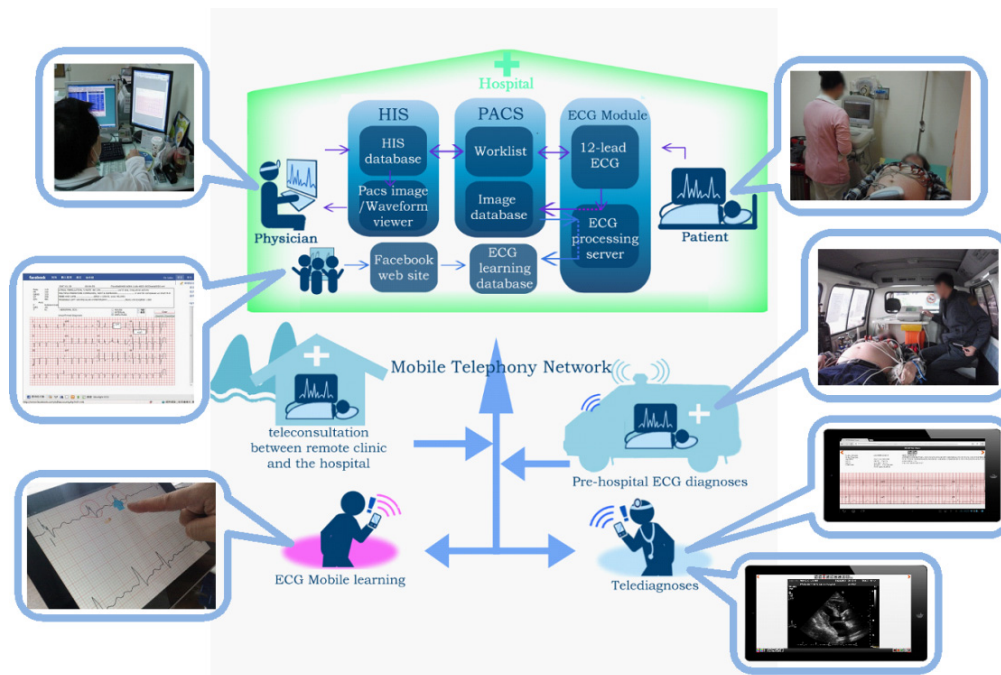 Hospital
HIS
PACS
ECG Module
HIS
database
Worklist
12-lead
ECG
Pacs image
/Waveform
viewer
Image
database
ECG
processing
server
Physician
Patient
Facebook
web site
ECG
learning
database
facebook
Mobile Telephony Network
teleconsultation
between remote clinic
and the hospital
Pre-hospital ECG diagnoses
ECG Mobile learning
Telediagnoses